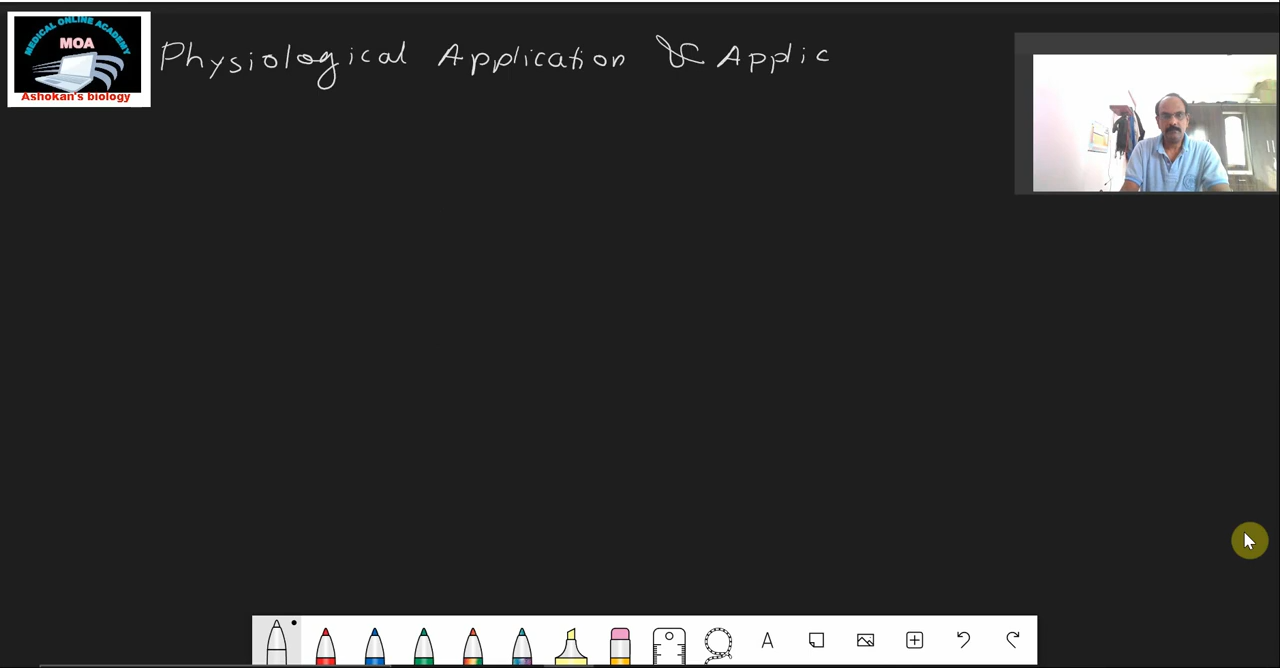 MEDICAL ONLINE ACADEMY
MOA
Ashokan's biology
Physiological Application & Applic
A